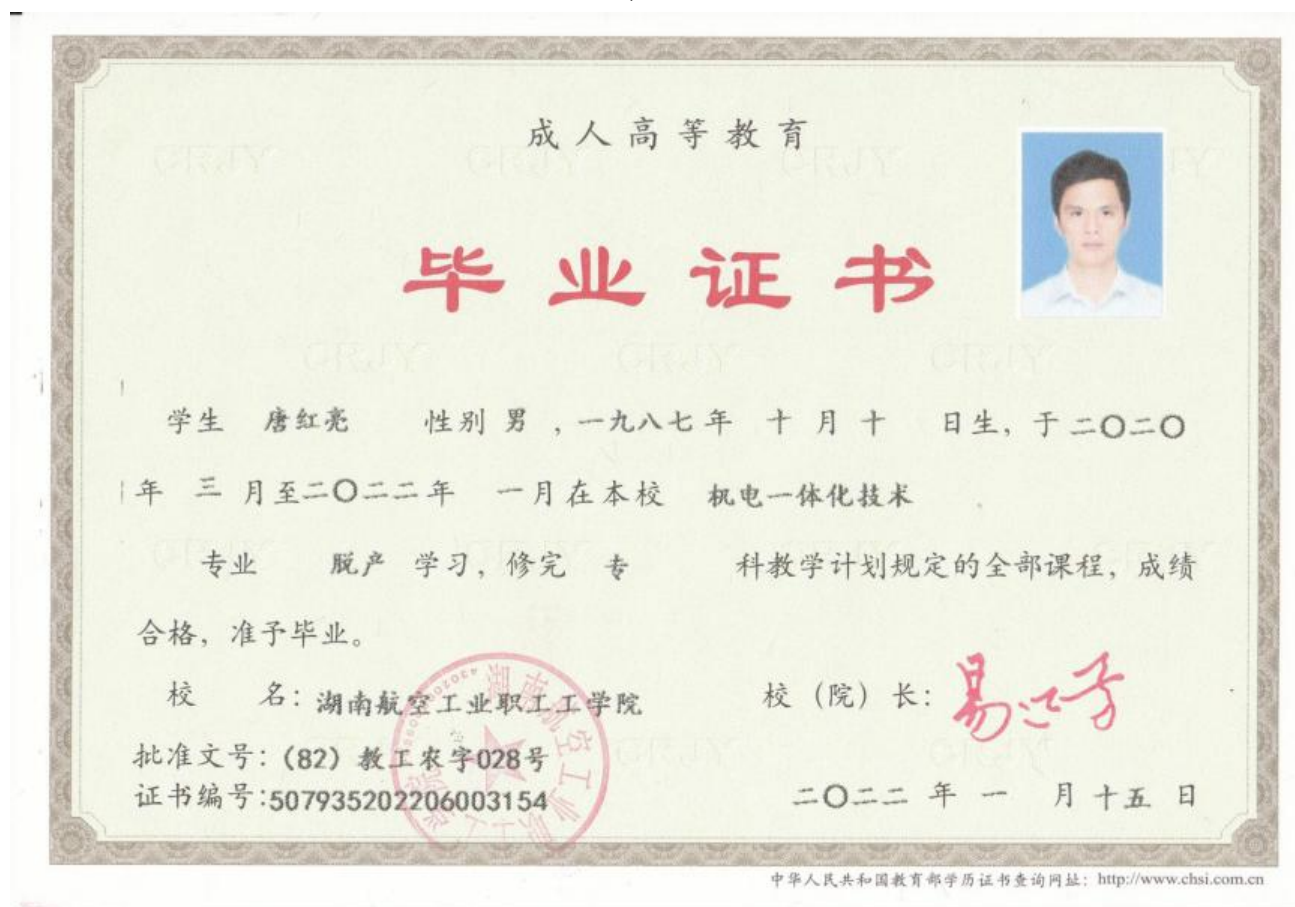 成人高等教育
毕业证书
学生 唐红亮 性别 男 ,一九八七年 十月十 日生, 于二〇二〇
年 三 月至二〇二二年 一月在本校 机电一体化技术
专业 脱产 学习, 修完 专 科教学计划规定的全部课程, 成绩
合格, 准予毕业。
校 名: 湖南航空工业职工工学院 校（院）长:
批准文号: (82) 教工农字028号
证书编号:507935202206003154 二〇二二 年 一 月 十五 日
中华人民共和国教育部学历证书查询网址: http://www.chsi.com.cn